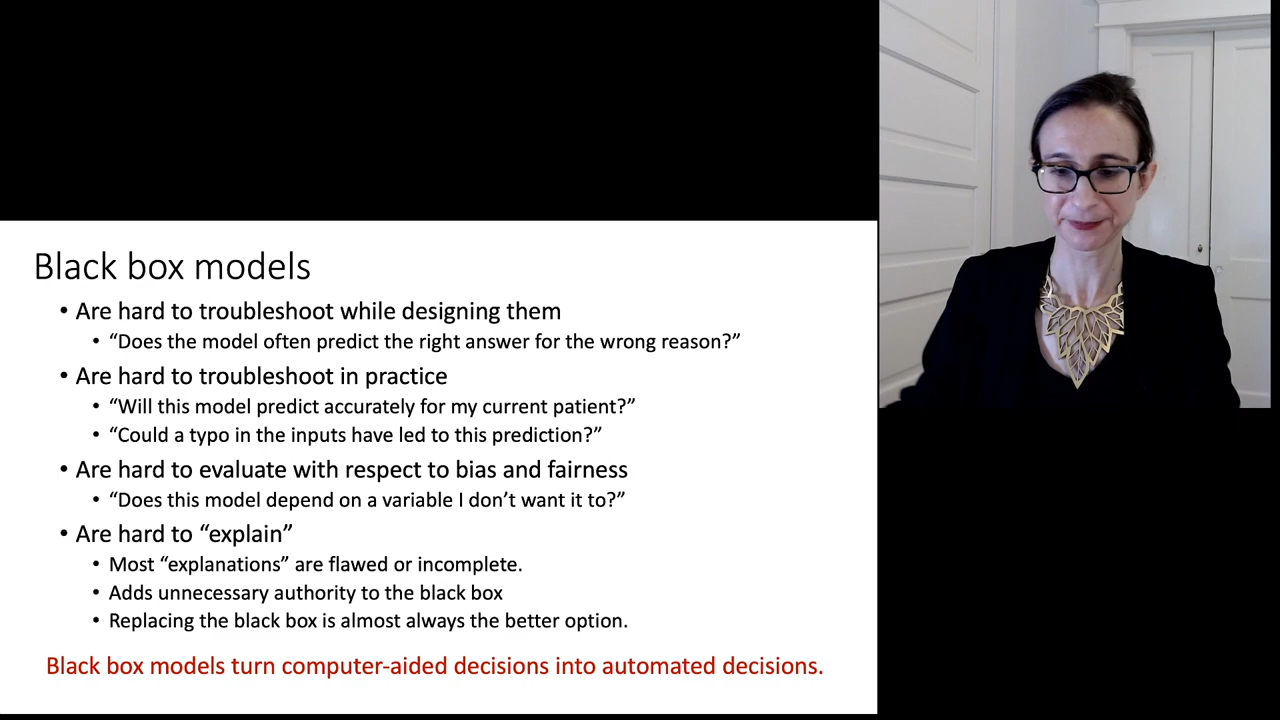 Black box models
• Are hard to troubleshoot while designing them
• “Does the model often predict the right answer for the wrong reason?”
• Are hard to troubleshoot in practice
• “Will this model predict accurately for my current patient?”
• “Could a typo in the inputs have led to this prediction?”
• Are hard to evaluate with respect to bias and fairness
• “Does this model depend on a variable I don’t want it to?”
• Are hard to “explain”
• Most “explanations” are flawed or incomplete.
• Adds unnecessary authority to the black box
• Replacing the black box is almost always the better option.
Black box models turn computer-aided decisions into automated decisions.